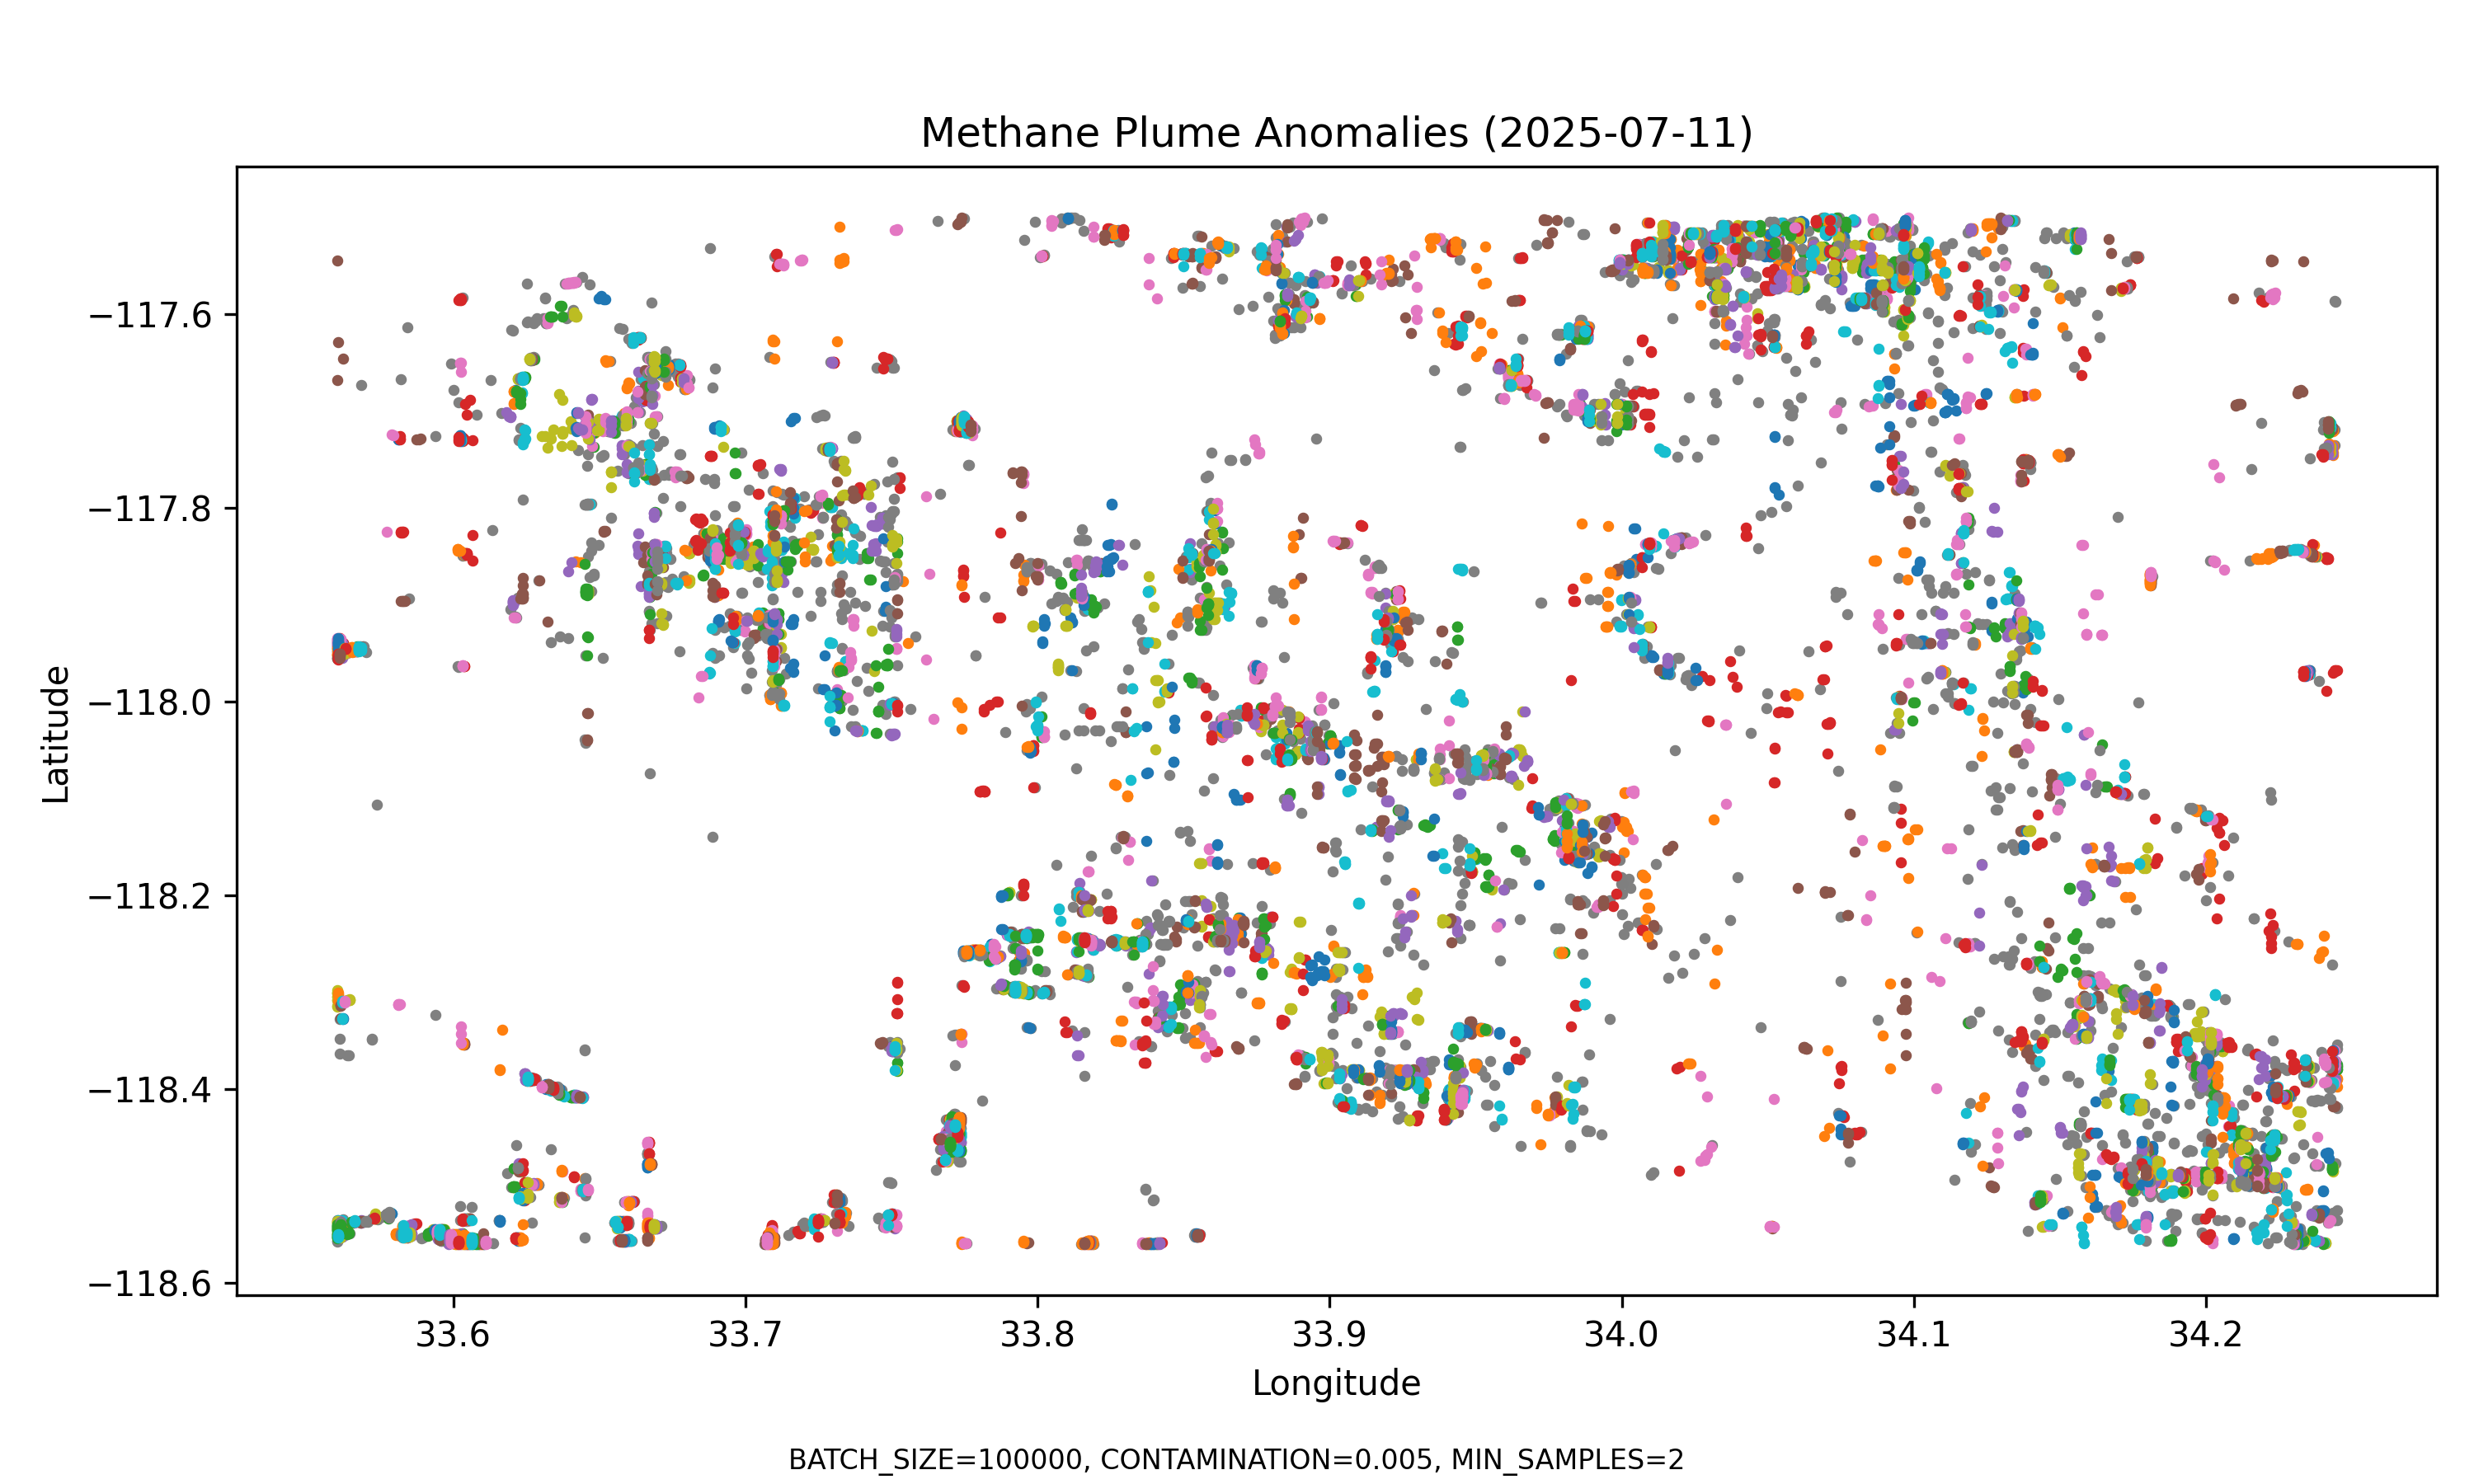 Methane Plume Anomalies (2025-07-11)
Latitude
−117.6
−117.8
−118.0
−118.2
−118.4
−118.6
33.6 33.7 33.8 33.9 34.0 34.1 34.2
Longitude
BATCH_SIZE=100000, CONTAMINATION=0.005, MIN_SAMPLES=2